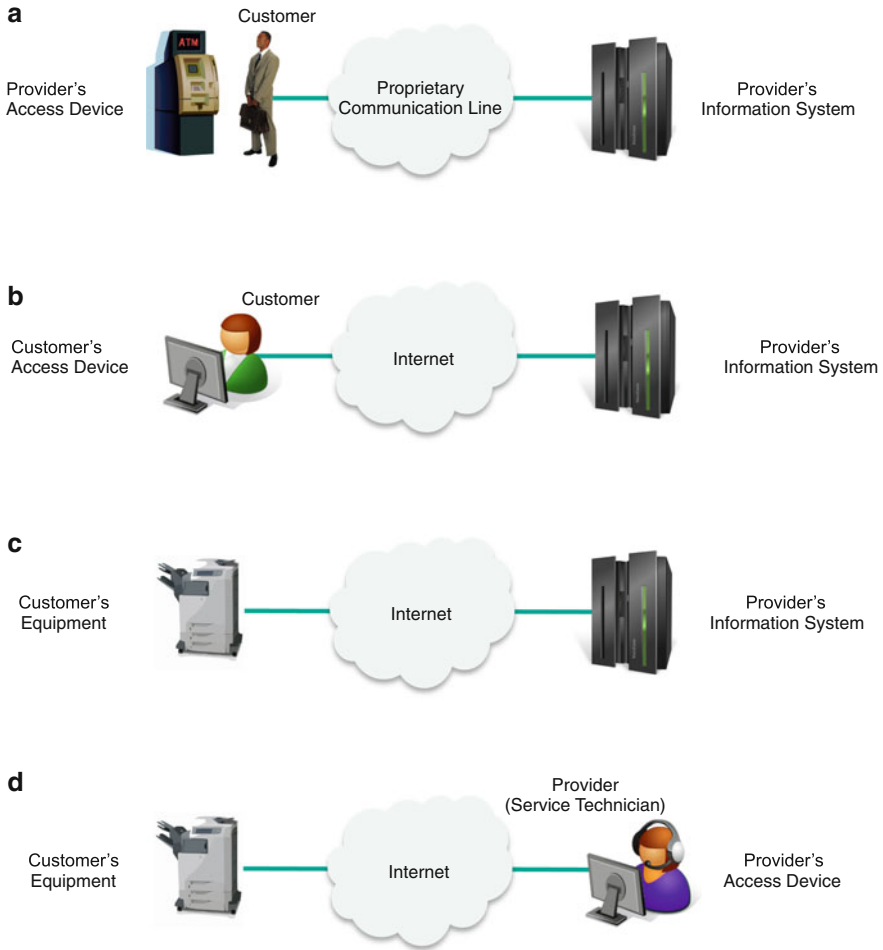 a
Customer
ATM
Provider's
Access Device
Proprietary
Communication Line
Provider's
Information System
b
Customer
Customer's
Access Device
Internet
Provider's
Information System
c
Customer's
Equipment
Internet
Provider's
Information System
d
Provider
(Service Technician)
Customer's
Equipment
Internet
Provider's
Access Device